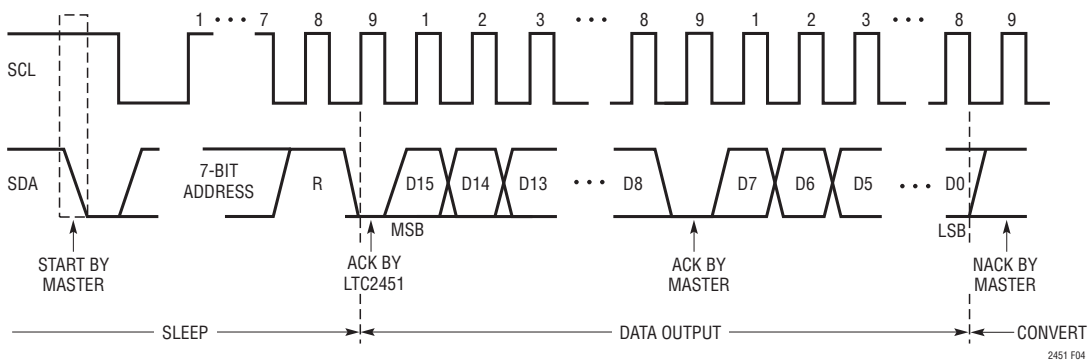 1 ••• 7 8 9 1 2 3 ••• 8 9 1 2 3 ••• 8 9
SCL
SDA
7-BIT
ADDRESS
R D15 D14 D13 ••• D8 D7 D6 D5 ••• D0
MSB
LSB
START BY
MASTER
ACK BY
LTC2451
ACK BY
MASTER
NACK BY
MASTER
SLEEP DATA OUTPUT CONVERT
2451 F04